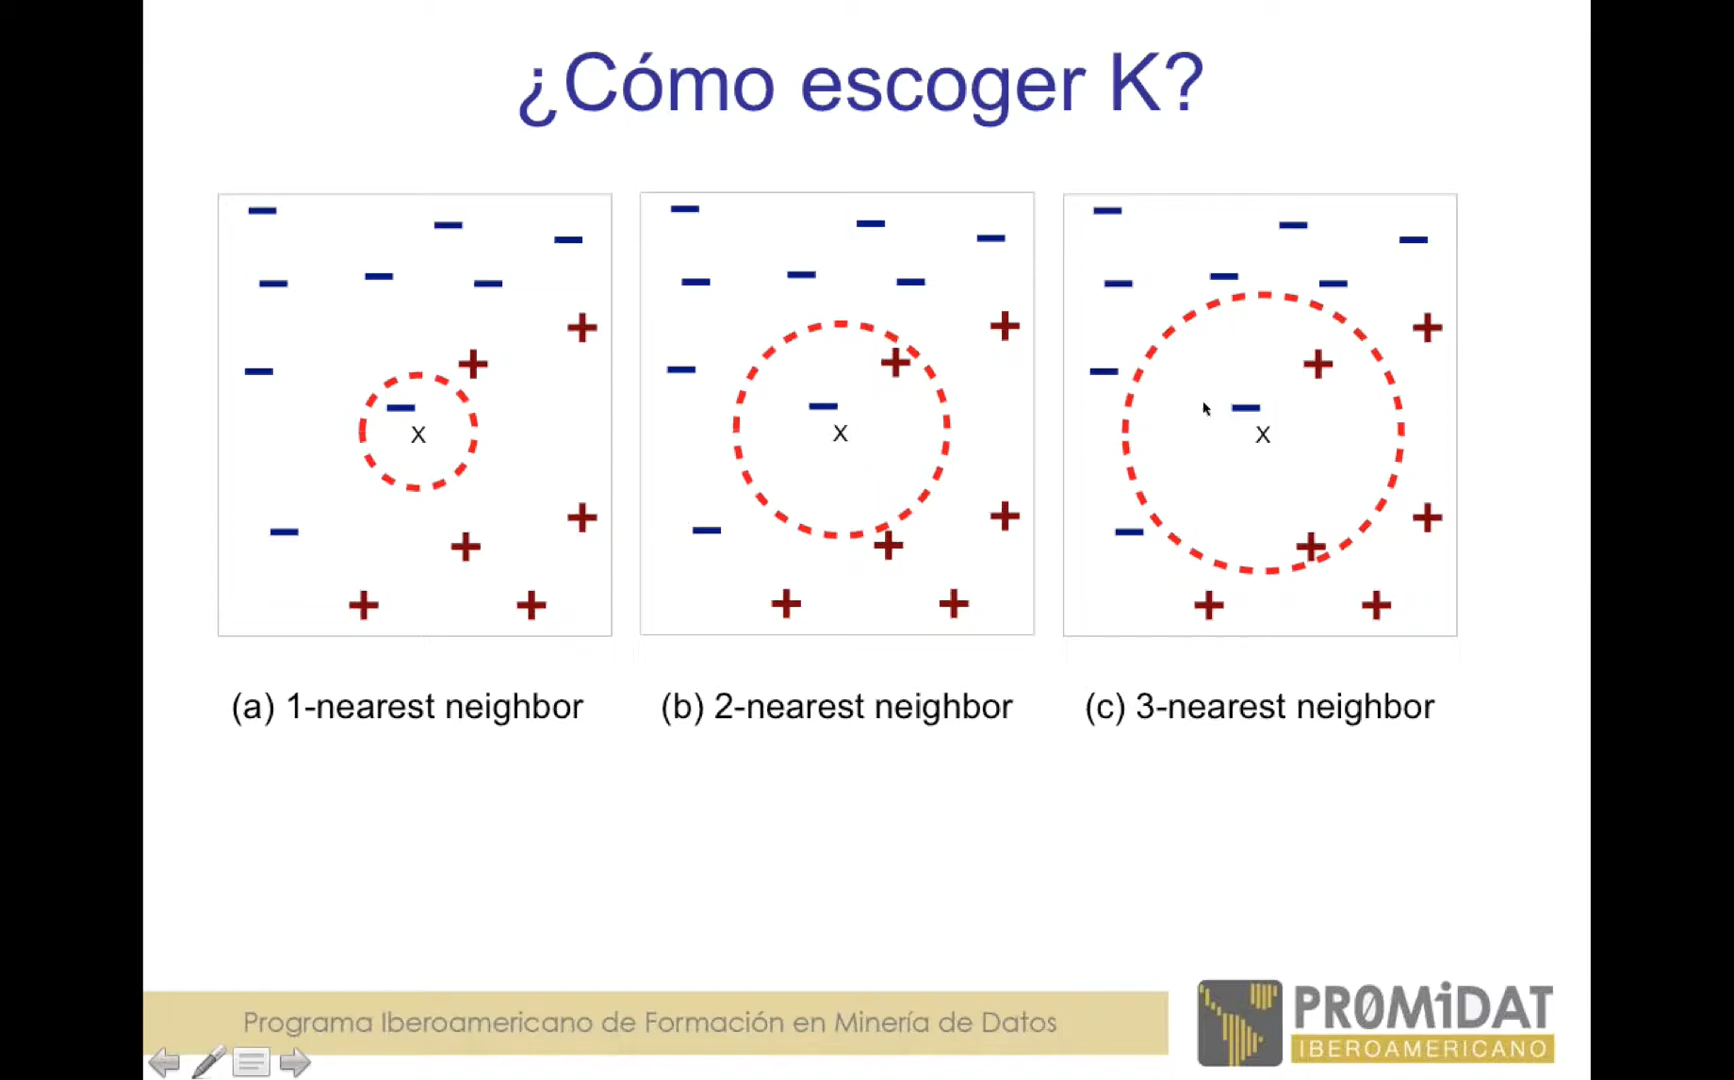 ¿Cómo escoger K?
X
X
X
(a) 1-nearest neighbor
(b) 2-nearest neighbor
(c) 3-nearest neighbor
Programa Iberoamericano de Formación en Minería de Datos
PR0MiDAT
IBEROAMERICANO